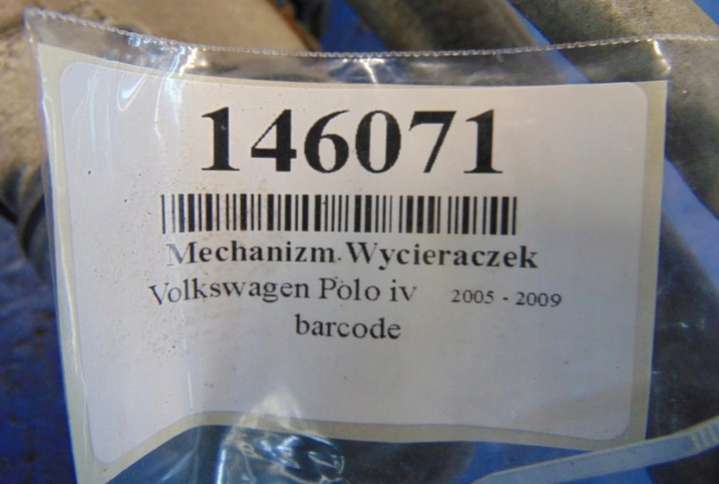 146071
Mechanizm Wycieraczek
Volkswagen Polo iv 2005 - 2009
barcode